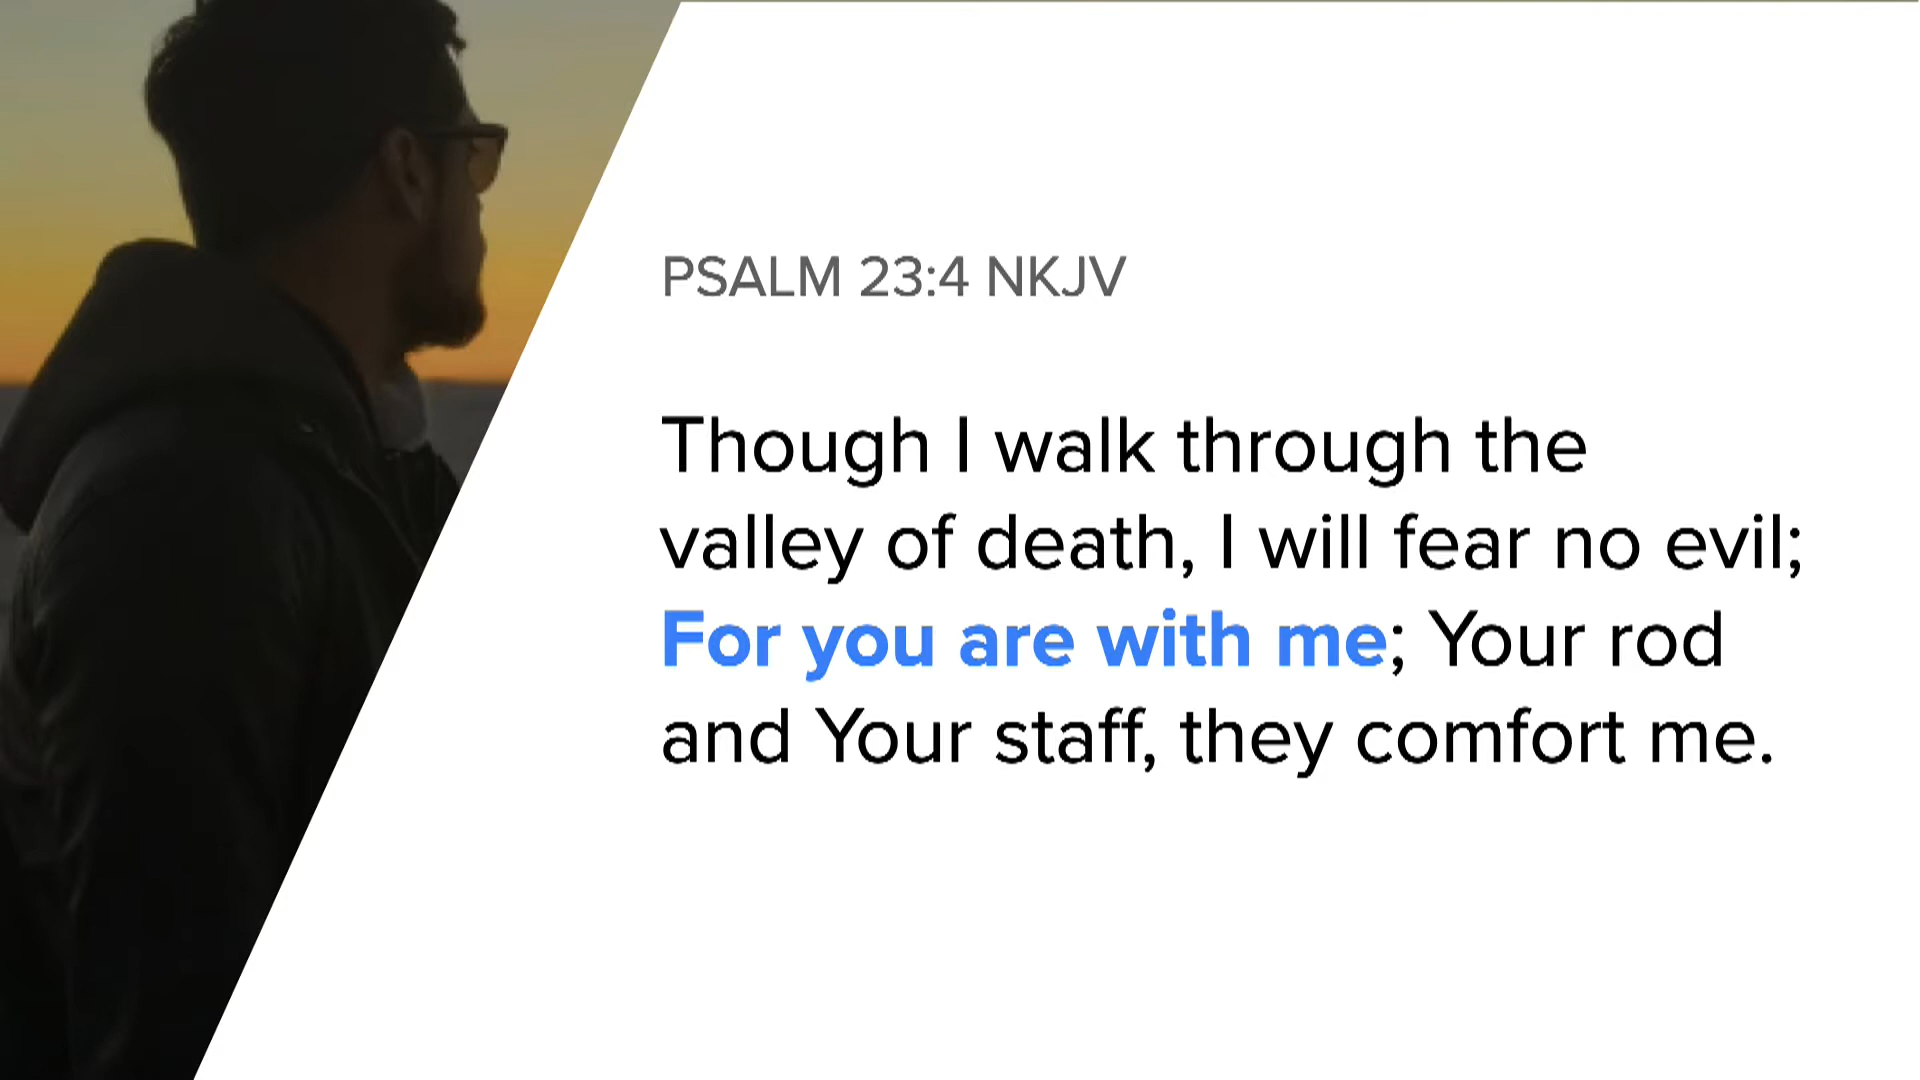 PSALM 23:4 NKJV
Though I walk through the
valley of death, I will fear no evil;
For you are with me; Your rod
and Your staff, they comfort me.